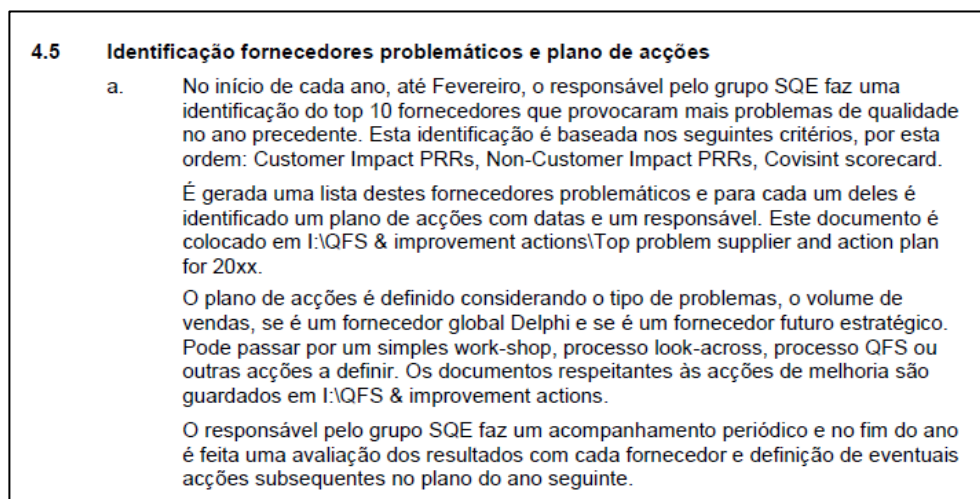 4.5 Identificação fornecedores problemáticos e plano de acções
a. No início de cada ano, até Fevereiro, o responsável pelo grupo SQE faz uma
identificação do top 10 fornecedores que provocaram mais problemas de qualidade
no ano precedente. Esta identificação é baseada nos seguintes critérios, por esta
ordem: Customer Impact PRRs, Non-Customer Impact PRRs, Covisint scorecard.
É gerada uma lista destes fornecedores problemáticos e para cada um deles é
identificado um plano de acções com datas e um responsável. Este documento é
colocado em I:\QFS & improvement actions\Top problem supplier and action plan
for 20xx.
O plano de acções é definido considerando o tipo de problemas, o volume de
vendas, se é um fornecedor global Delphi e se é um fornecedor futuro estratégico.
Pode passar por um simples work-shop, processo look-across, processo QFS ou
outras acções a definir. Os documentos respeitantes às acções de melhoria são
guardados em I:\QFS & improvement actions.
O responsável pelo grupo SQE faz um acompanhamento periódico e no fim do ano
é feita uma avaliação dos resultados com cada fornecedor e definição de eventuais
acções subsequentes no plano do ano seguinte.